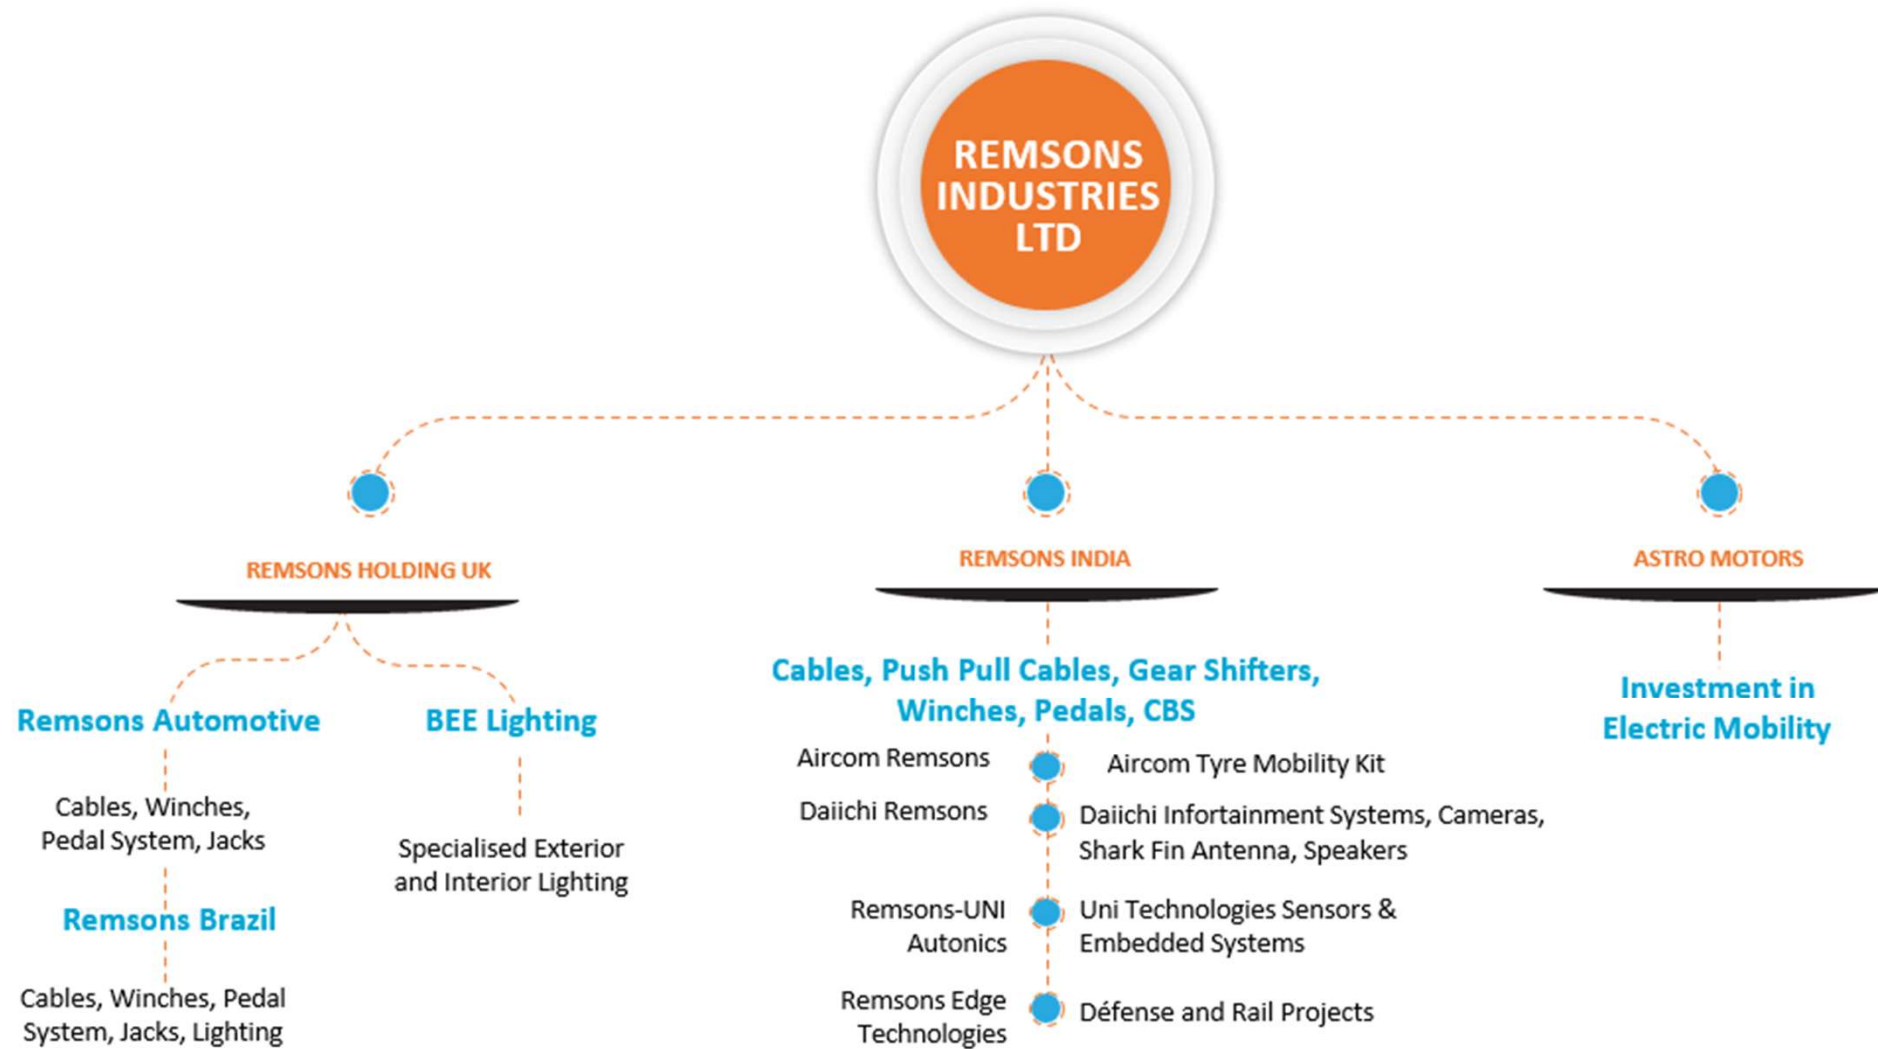 REMSONS
INDUSTRIES
LTD
REMSONS HOLDING UK
Remsons Automotive
Cables, Winches,
Pedal System, Jacks
Remsons Brazil
Cables, Winches, Pedal
System, Jacks, Lighting
BEE Lighting
Specialised Exterior
and Interior Lighting
REMSONS INDIA
Cables, Push Pull Cables, Gear Shifters,
Winches, Pedals, CBS
Aircom Remsons
Aircom Tyre Mobility Kit
Daiichi Remsons
Daiichi Infortainment Systems, Cameras,
Shark Fin Antenna, Speakers
Remsons-UNI
Autonics
Uni Technologies Sensors &
Embedded Systems
Remsons Edge
Technologies
Défense and Rail Projects
ASTRO MOTORS
Investment in
Electric Mobility